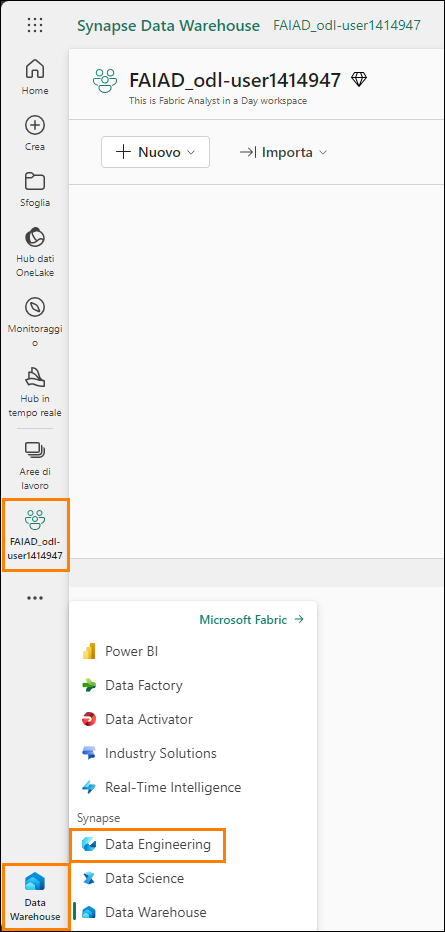 Synapse Data Warehouse FAIAD_odl-user1414947
Home
Crea
Sfoglia
Hub dati
OneLake
Monitoraggi
o
Hub in
tempo reale
Aree di
lavoro
FAIAD_odl-
user1414947
FAIAD_odl-user1414947
This is Fabric Analyst in a Day workspace
Nuovo
Importa
Microsoft Fabric
Power BI
Data Factory
Data Activator
Industry Solutions
Real-Time Intelligence
Synapse
Data Engineering
Data Science
Data Warehouse
Data
Warehouse